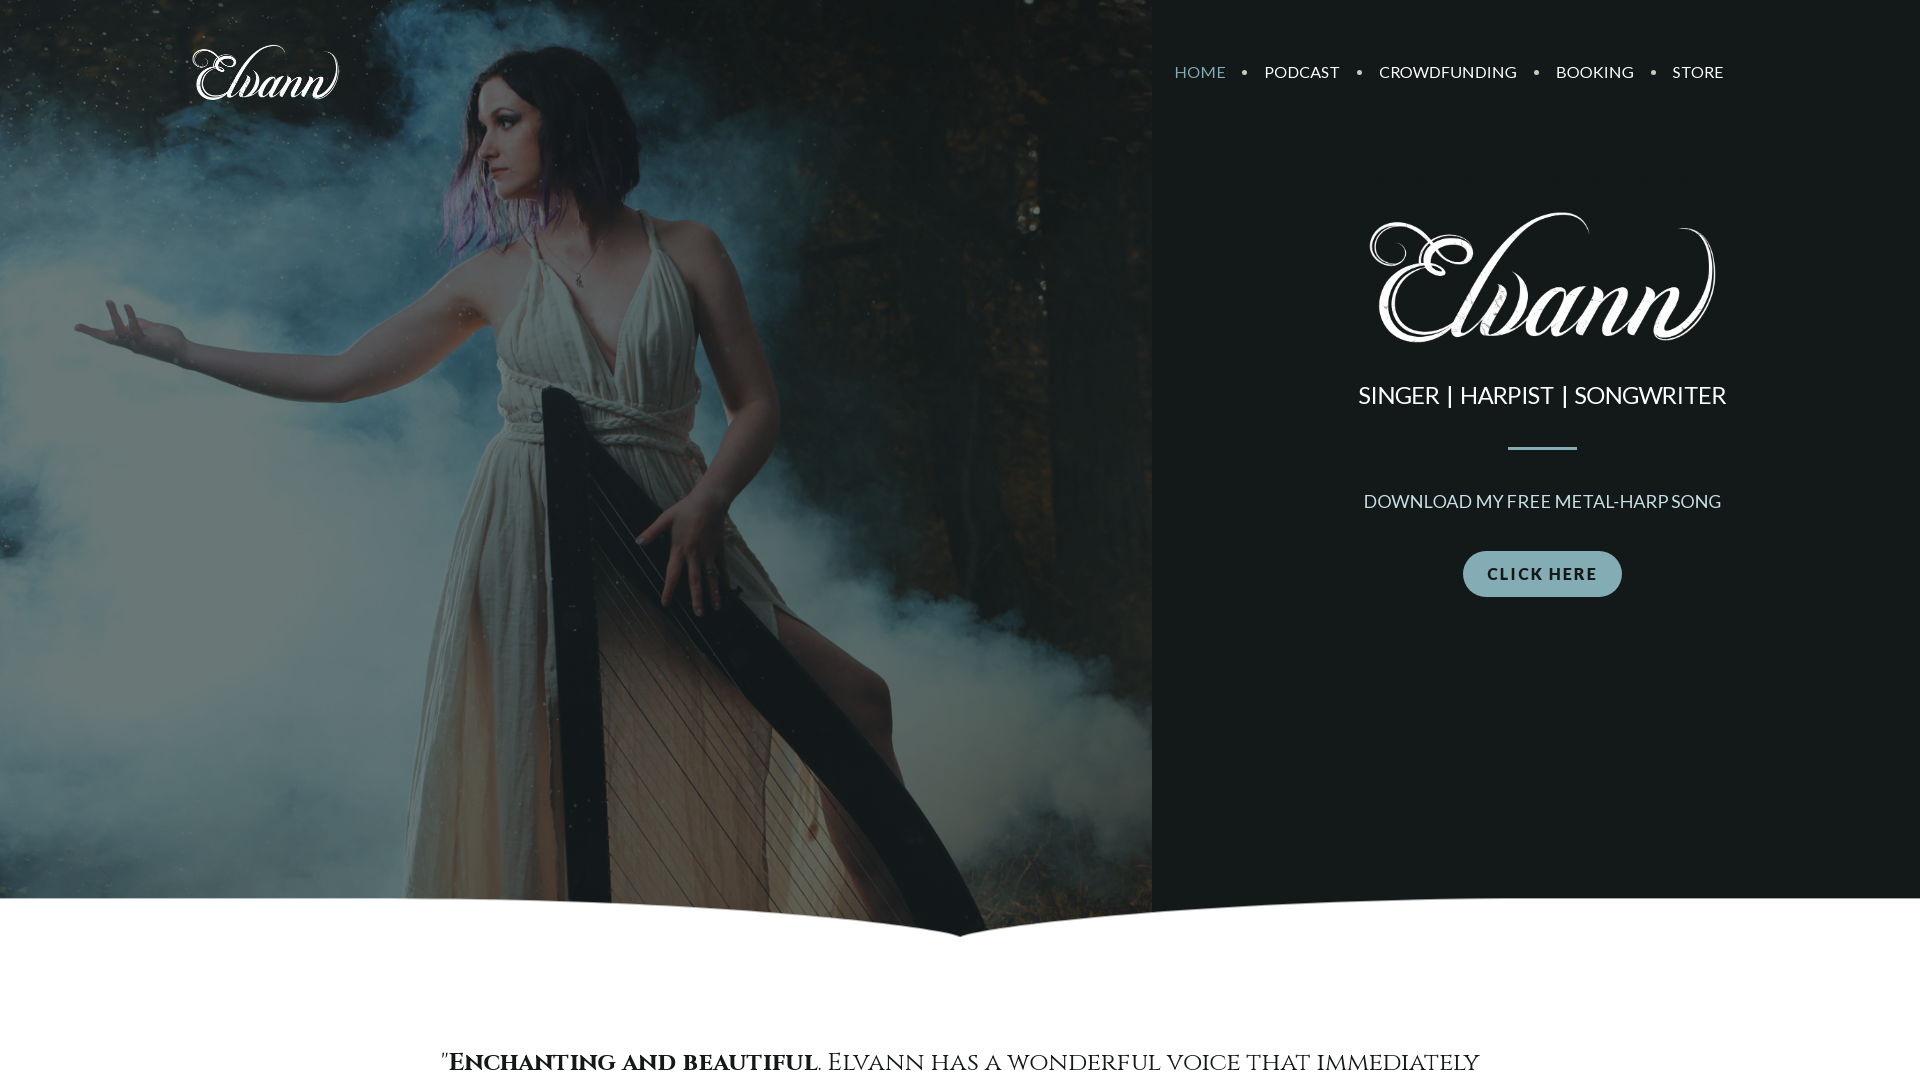 Elvann
HOME • PODCAST • CROWDFUNDING • BOOKING • STORE
Elvann
SINGER | HARPIST | SONGWRITER
DOWNLOAD MY FREE METAL-HARP SONG
CLICK HERE
"ENCHANTING AND BEAUTIFUL. ELVANN HAS A WONDERFUL VOICE THAT IMMEDIATELY